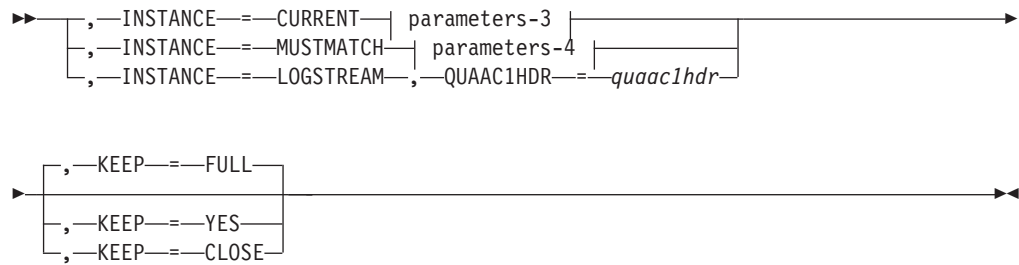 ,—INSTANCE—=—CURRENT—| parameters-3 |
,—INSTANCE—=—MUSTMATCH—| parameters-4 |
,—INSTANCE—=—LOGSTREAM—,—QUAAC1HDR—=—quaac1hdr
,—KEEP—=—FULL
,—KEEP—=—YES
,—KEEP—=—CLOSE